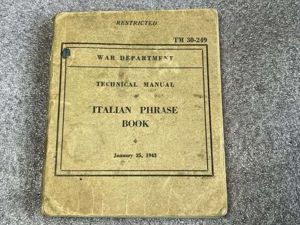 RESTRICTED
TM 30-249
WAR DEPARTMENT
TECHNICAL MANUAL
ITALIAN PHRASE
BOOK
January 25, 1943